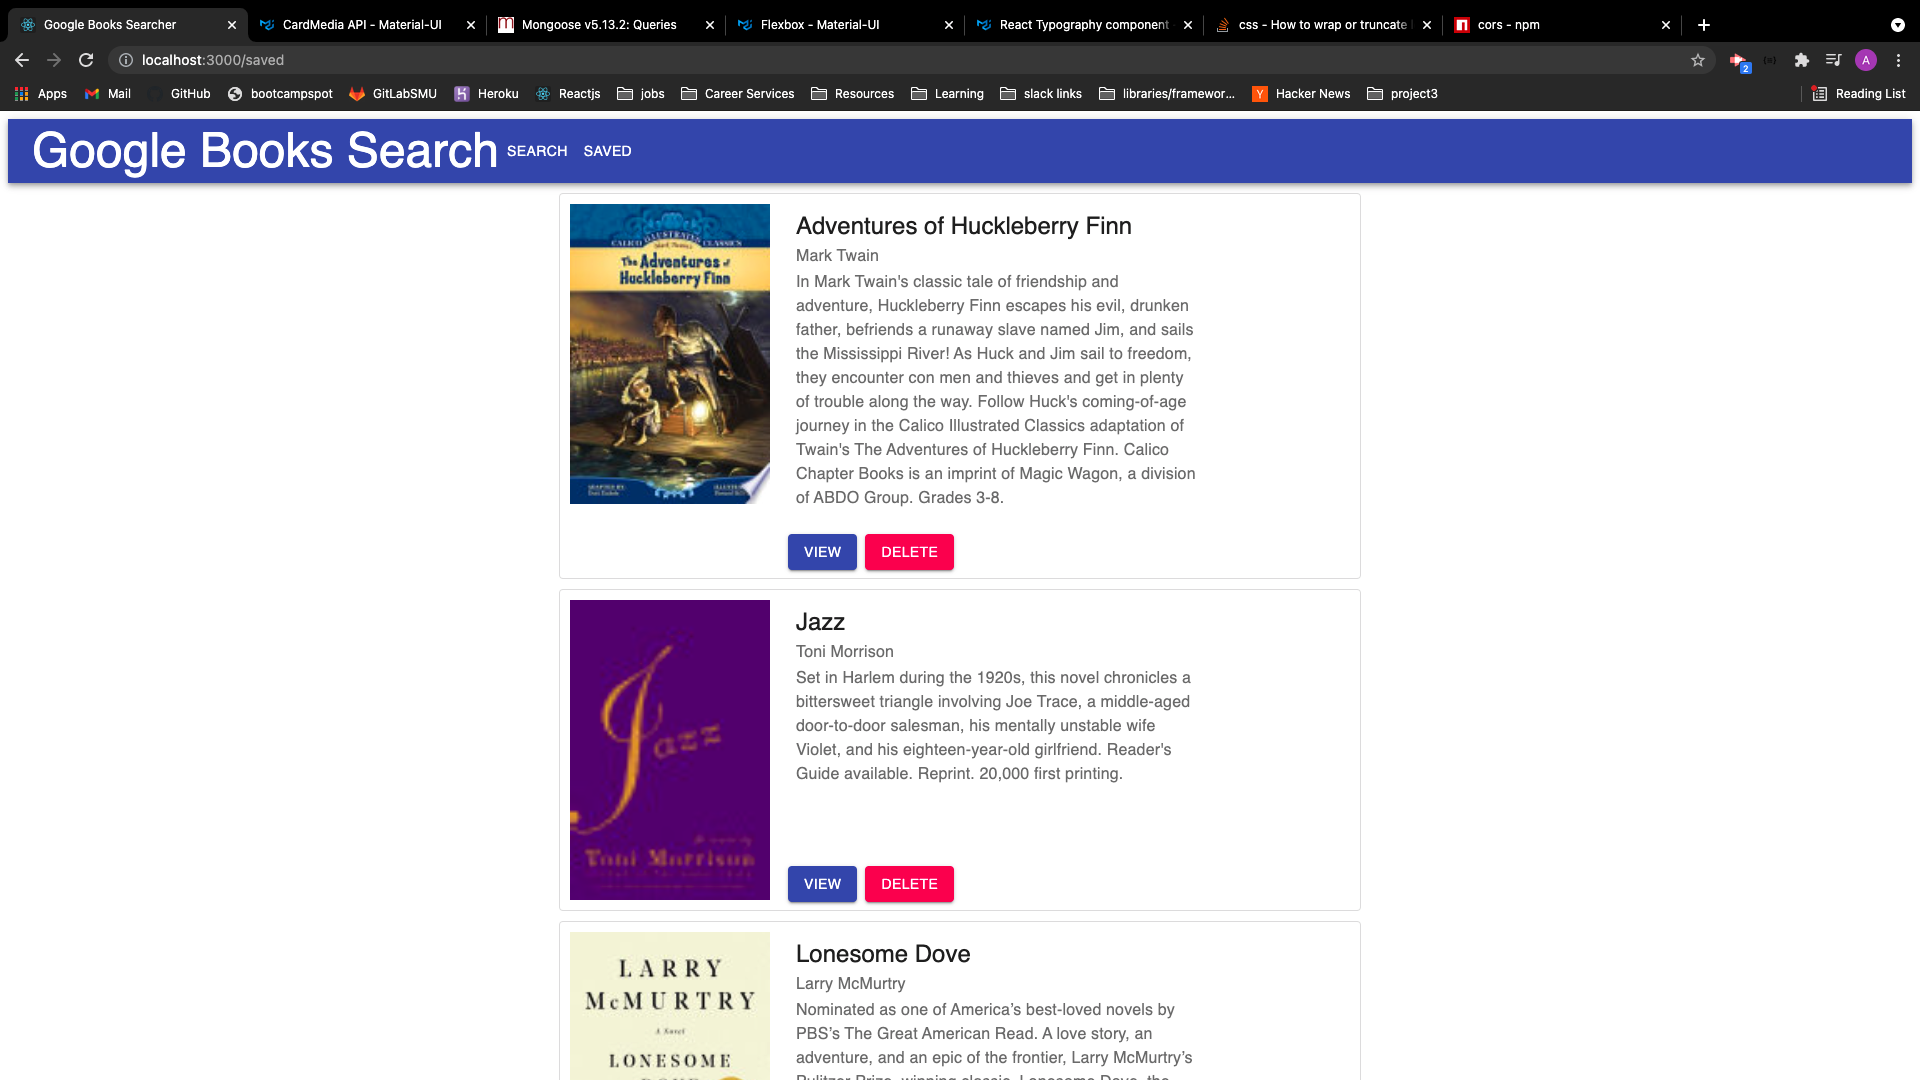 Google Books Searcher
CardMedia API - Material-UI
Mongoose v5.13.2: Queries
Flexbox - Material-UI
React Typography component
css - How to wrap or truncate
cors - npm
localhost:3000/saved
A
2
Apps
Mail
GitHub
bootcampspot
GitLabSMU
Heroku
Reactjs
jobs
Career Services
Resources
Learning
slack links
libraries/framewor...
Hacker News
project3
Reading List
Google Books Search SEARCH SAVED
CALICO ILLUSTRATED CLASSICS
Mark Twain's
The Adventures of
Huckleberry Finn
Adventures of Huckleberry Finn
Mark Twain
In Mark Twain's classic tale of friendship and
adventure, Huckleberry Finn escapes his evil, drunken
father, befriends a runaway slave named Jim, and sails
the Mississippi River! As Huck and Jim sail to freedom,
they encounter con men and thieves and get in plenty
of trouble along the way. Follow Huck's coming-of-age
journey in the Calico Illustrated Classics adaptation of
Twain's The Adventures of Huckleberry Finn. Calico
Chapter Books is an imprint of Magic Wagon, a division
of ABDO Group. Grades 3-8.
VIEW DELETE
Jazz
Toni Morrison
Jazz
Toni Morrison
Set in Harlem during the 1920s, this novel chronicles a
bittersweet triangle involving Joe Trace, a middle-aged
door-to-door salesman, his mentally unstable wife
Violet, and his eighteen-year-old girlfriend. Reader's
Guide available. Reprint. 20,000 first printing.
VIEW DELETE
LARRY
McMURTRY
A Novel
LONESOME
Lonesome Dove
Larry McMurtry
Nominated as one of America’s best-loved novels by
PBS’s The Great American Read. A love story, an
adventure, and an epic of the frontier, Larry McMurtry’s
Pulitzer Prize–winning classic, Lonesome Dove, the